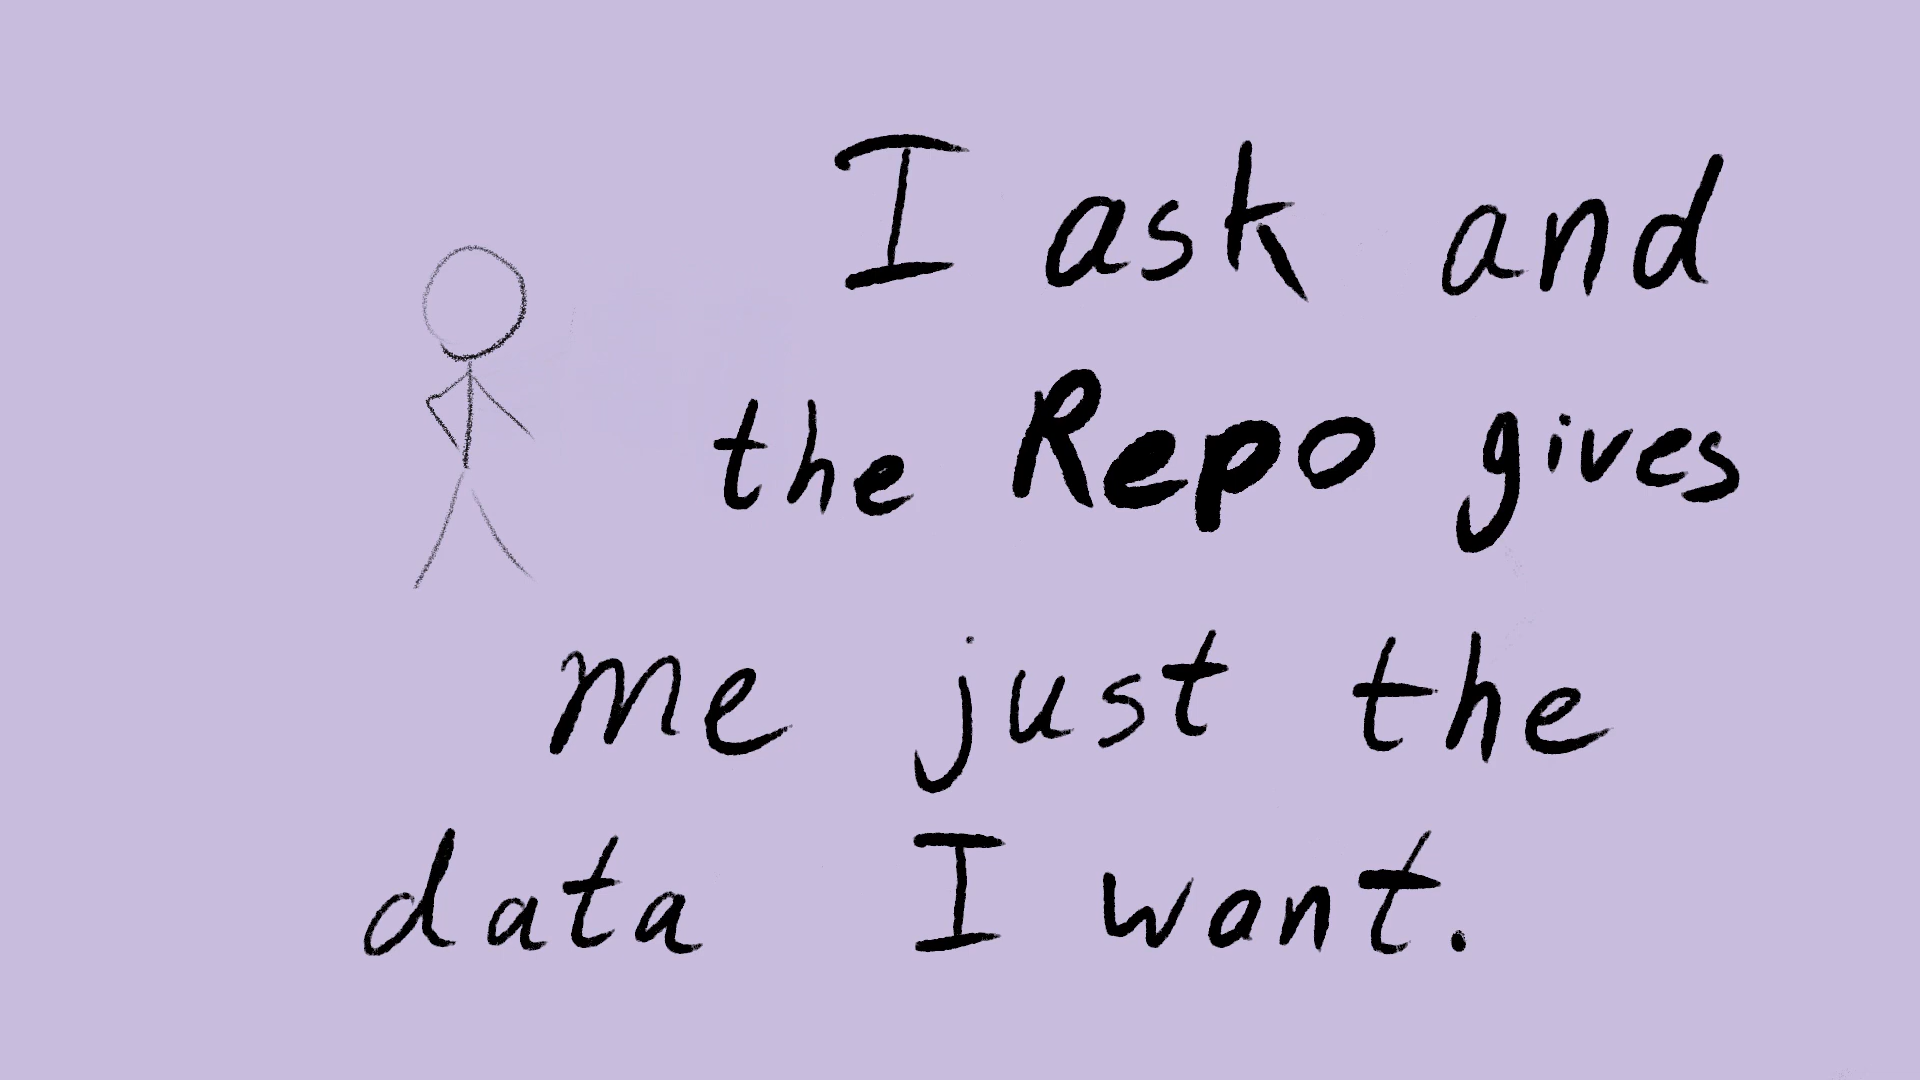 I ask and
the Repo gives
me just the
data I want.